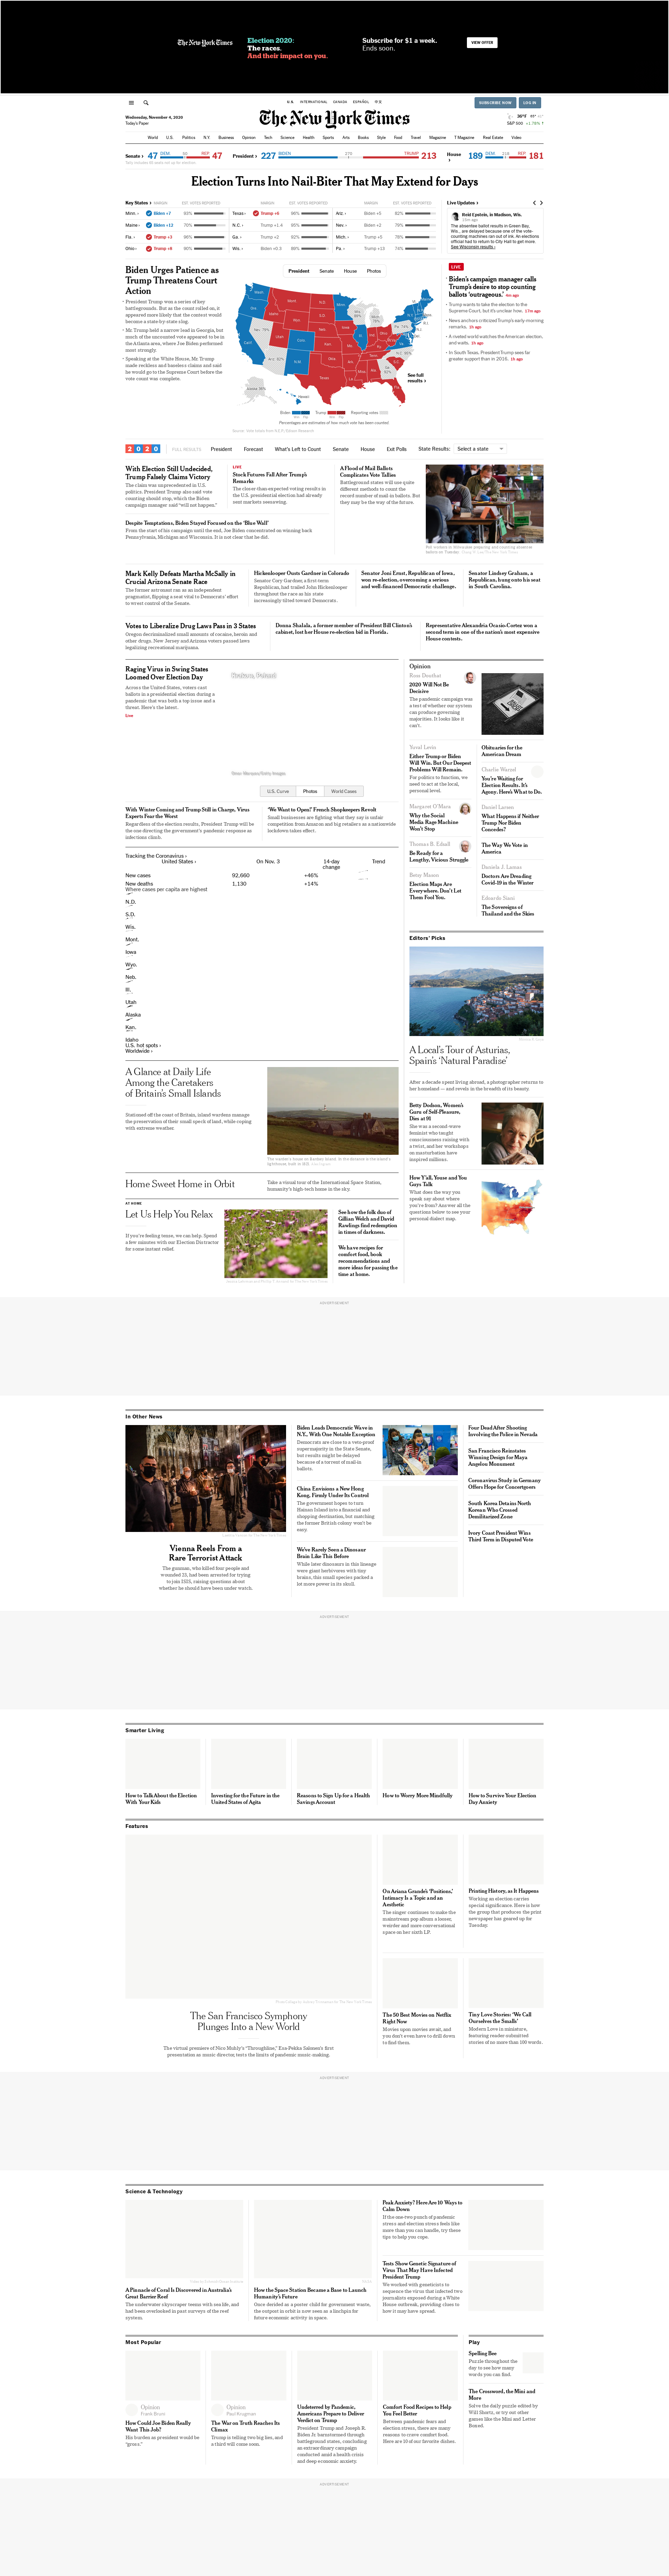 The New York Times
Election 2020:
The races.
And their impact on you.
Subscribe for $1 a week.
Ends soon.
VIEW OFFER
U.S. INTERNATIONAL CANADA ESPAÑOL 中文
SUBSCRIBE NOW LOG IN
Wednesday, November 4, 2020
Today's Paper
The New York Times
S&P 500 +1.78% ↑
World U.S. Politics N.Y. Business Opinion Tech Science Health Sports Arts Books Style Food Travel Magazine T Magazine Real Estate Video
Senate › 47 DEM. REP. 47
President › 227 BIDEN 270 TRUMP 213
House › 189 DEM. 218 REP. 181
Election Turns Into Nail-Biter That May Extend for Days
Key States › MARGIN EST. VOTES REPORTED
Live Updates ›
Reid Epstein, in Madison, Wis.
The absentee ballot results in Green Bay, Wis., are delayed because one of the vote-counting machines ran out of ink. An elections official had to return to City Hall to get more.
See Wisconsin results ›
Biden Urges Patience as
Trump Threatens Court
Action
President Trump was a series of key
battlegrounds. But as the count rolled on, it
appeared more likely that the contest could
become a state-by-state slog.
Mr. Trump held a narrow lead in Georgia, but
much of the uncounted vote appeared to be in
the Atlanta area, where Joe Biden performed
most strongly.
Speaking at the White House, Mr. Trump
made reckless and baseless claims and said
he would go to the Supreme Court before the
vote count was complete.
President Senate House Photos
See full
results ›
Percentages are estimates of how much vote has been counted.
LIVE
Biden's campaign manager calls
Trump's desire to stop counting
ballots 'outrageous.' 4m ago
Trump wants to take the election to the
Supreme Court, but it's unclear how. 17m ago
News anchors criticized Trump's early-morning
remarks. 1h ago
A riveted world watches the American election,
and waits. 1h ago
In South Texas, President Trump sees far
greater support than in 2016. 1h ago
2020 FULL RESULTS President Forecast What's Left to Count Senate House Exit Polls State Results: Select a state
With Election Still Undecided,
Trump Falsely Claims Victory
The claim was unprecedented in U.S.
politics. President Trump also said vote
counting should stop, which the Biden
campaign manager said "will not happen."
LIVE
Stock Futures Fall After Trump's
Remarks
The closer-than-expected voting results in
the U.S. presidential election had already
sent markets seesawing.
A Flood of Mail Ballots
Complicates Vote Tallies
Battleground states will use quite
different methods to count the
record number of mail-in ballots. But
they may be the way of the future.
Despite Temptations, Biden Stayed Focused on the 'Blue Wall'
From the start of his campaign until the end, Joe Biden concentrated on winning back
Pennsylvania, Michigan and Wisconsin. It is not clear that he did.
Mark Kelly Defeats Martha McSally in
Crucial Arizona Senate Race
The former astronaut ran as an independent
pragmatist, flipping a seat vital to Democrats' effort
to wrest control of the Senate.
Hickenlooper Ousts Gardner in Colorado
Senator Cory Gardner, a first-term
Republican, had trailed John Hickenlooper
throughout the race as his state
increasingly tilted toward Democrats.
Senator Joni Ernst, Republican of Iowa,
won re-election, overcoming a serious
and well-financed Democratic challenge.
Senator Lindsey Graham, a
Republican, hung onto his seat
in South Carolina.
Votes to Liberalize Drug Laws Pass in 3 States
Oregon decriminalized small amounts of cocaine, heroin and
other drugs. New Jersey and Arizona voters passed laws
legalizing recreational marijuana.
Donna Shalala, a former member of President Bill Clinton's
cabinet, lost her House re-election bid in Florida.
Representative Alexandria Ocasio-Cortez won a
second term in one of the nation's most expensive
House contests.
Raging Virus in Swing States
Loomed Over Election Day
Across the United States, voters cast
ballots in a presidential election during a
pandemic that was both a top issue and a
threat. Here's the latest.
Live
Krakow, Poland
U.S. Curve Photos World Cases
With Winter Coming and Trump Still in Charge, Virus
Experts Fear the Worst
Regardless of the election results, President Trump will be
the one directing the government's pandemic response as
infections climb.
'We Want to Open!' French Shopkeepers Revolt
Small businesses are fighting what they say is unfair
competition from Amazon and big retailers as a nationwide
lockdown takes effect.
Tracking the Coronavirus ›
United States › On Nov. 3 14-day change Trend
New cases 92,660 +46%
New deaths 1,130 +14%
Where cases per capita are highest
N.D.
S.D.
Wis.
Mont.
Iowa
Wyo.
Neb.
Ill.
Utah
Alaska
Kan.
Idaho
U.S. hot spots ›
Worldwide ›
A Glance at Daily Life
Among the Caretakers
of Britain's Small Islands
Stationed off the coast of Britain, island wardens manage
the preservation of their small speck of land, while coping
with extreme weather.
Home Sweet Home in Orbit
Take a visual tour of the International Space Station,
humanity's high-tech home in the sky.
AT HOME
Let Us Help You Relax
If you're feeling tense, we can help. Spend
a few minutes with our Election Distractor
for some instant relief.
See how the folk duo of
Gillian Welch and David
Rawlings find redemption
in times of darkness.
We have recipes for
comfort food, book
recommendations and
more ideas for passing the
time at home.
Opinion
Ross Douthat
2020 Will Not Be
Decisive
The pandemic campaign was
a test of whether our system
can produce governing
majorities. It looks like it
can't.
Yuval Levin
Either Trump or Biden
Will Win. But Our Deepest
Problems Will Remain.
For politics to function, we
need to act at the local,
personal level.
Margaret O'Mara
Why the Social
Media Rage Machine
Won't Stop
Thomas B. Edsall
Be Ready for a
Lengthy, Vicious Struggle
Betsy Mason
Election Maps Are
Everywhere. Don't Let
Them Fool You.
Obituaries for the
American Dream
Charlie Warzel
You're Waiting for
Election Results. It's
Agony. Here's What to Do.
Daniel Larsen
What Happens if Neither
Trump Nor Biden
Concedes?
The Way We Vote in
America
Daniela J. Lamas
Doctors Are Dreading
Covid-19 in the Winter
Eduardo Siani
The Sovereigns of
Thailand and the Skies
Editors' Picks
A Local's Tour of Asturias,
Spain's 'Natural Paradise'
After a decade spent living abroad, a photographer returns to
her homeland — and revels in the breadth of its beauty.
Betty Dodson, Women's
Guru of Self-Pleasure,
Dies at 91
She was a second-wave
feminist who taught
consciousness raising with
a twist, and her workshops
on masturbation have
inspired millions.
How Y'all, Youse and You
Guys Talk
What does the way you
speak say about where
you're from? Answer all the
questions below to see your
personal dialect map.
ADVERTISEMENT
In Other News
Vienna Reels From a
Rare Terrorist Attack
The gunman, who killed four people and
wounded 23, had been arrested for trying
to join ISIS, raising questions about
whether he should have been under watch.
Biden Leads Democratic Wave in
N.Y., With One Notable Exception
Democrats are close to a veto-proof
supermajority in the State Senate,
but results might be delayed
because of a torrent of mail-in
ballots.
China Envisions a New Hong
Kong, Firmly Under Its Control
The government hopes to turn
Hainan Island into a financial and
shopping destination, but matching
the former British colony won't be
easy.
We've Rarely Seen a Dinosaur
Brain Like This Before
While later dinosaurs in this lineage
were giant herbivores with tiny
brains, this small species packed a
lot more power in its skull.
Four Dead After Shooting
Involving the Police in Nevada
San Francisco Reinstates
Winning Design for Maya
Angelou Monument
Coronavirus Study in Germany
Offers Hope for Concertgoers
South Korea Detains North
Korean Who Crossed
Demilitarized Zone
Ivory Coast President Wins
Third Term in Disputed Vote
ADVERTISEMENT
Smarter Living
How to Talk About the Election
With Your Kids
Investing for the Future in the
United States of Agita
Reasons to Sign Up for a Health
Savings Account
How to Worry More Mindfully
How to Survive Your Election
Day Anxiety
Features
The San Francisco Symphony
Plunges Into a New World
The virtual premiere of Nico Muhly's "Throughline," Esa-Pekka Salonen's first
presentation as music director, tests the limits of pandemic music-making.
On Ariana Grande's 'Positions,'
Intimacy Is a Topic and an
Aesthetic
The singer continues to make the
mainstream pop album a looser,
weirder and more conversational
space on her sixth LP.
Printing History, as It Happens
Working an election carries
special significance. Here is how
the group that produces the print
newspaper has geared up for
Tuesday.
The 50 Best Movies on Netflix
Right Now
Movies upon movies await, and
you don't even have to drill down
to find them.
Tiny Love Stories: 'We Call
Ourselves the Smalls'
Modern Love in miniature,
featuring reader-submitted
stories of no more than 100 words.
ADVERTISEMENT
Science & Technology
A Pinnacle of Coral Is Discovered in Australia's
Great Barrier Reef
The underwater skyscraper teems with sea life, and
had been overlooked in past surveys of the reef
system.
How the Space Station Became a Base to Launch
Humanity's Future
Once derided as a poster child for government waste,
the outpost in orbit is now seen as a linchpin for
future economic activity in space.
Peak Anxiety? Here Are 10 Ways to
Calm Down
If the one-two punch of pandemic
stress and election stress feels like
more than you can handle, try these
tips to help you cope.
Tests Show Genetic Signature of
Virus That May Have Infected
President Trump
We worked with geneticists to
sequence the virus that infected two
journalists exposed during a White
House outbreak, providing clues to
how it may have spread.
Most Popular
Opinion
Frank Bruni
How Could Joe Biden Really
Want This Job?
His burden as president would be
"gross."
Opinion
Paul Krugman
The War on Truth Reaches Its
Climax
Trump is telling two big lies, and
a third will come soon.
Undeterred by Pandemic,
Americans Prepare to Deliver
Verdict on Trump
President Trump and Joseph R.
Biden Jr. barnstormed through
battleground states, concluding
an extraordinary campaign
conducted amid a health crisis
and deep economic anxiety.
Comfort Food Recipes to Help
You Feel Better
Between pandemic fears and
election stress, there are many
reasons to crave comfort food.
Here are 10 of our favorite dishes.
Play
Spelling Bee
Puzzle throughout the
day to see how many
words you can find.
The Crossword, the Mini and
More
Solve the daily puzzle edited by
Will Shortz, or try out other
games like the Mini and Letter
Boxed.
ADVERTISEMENT